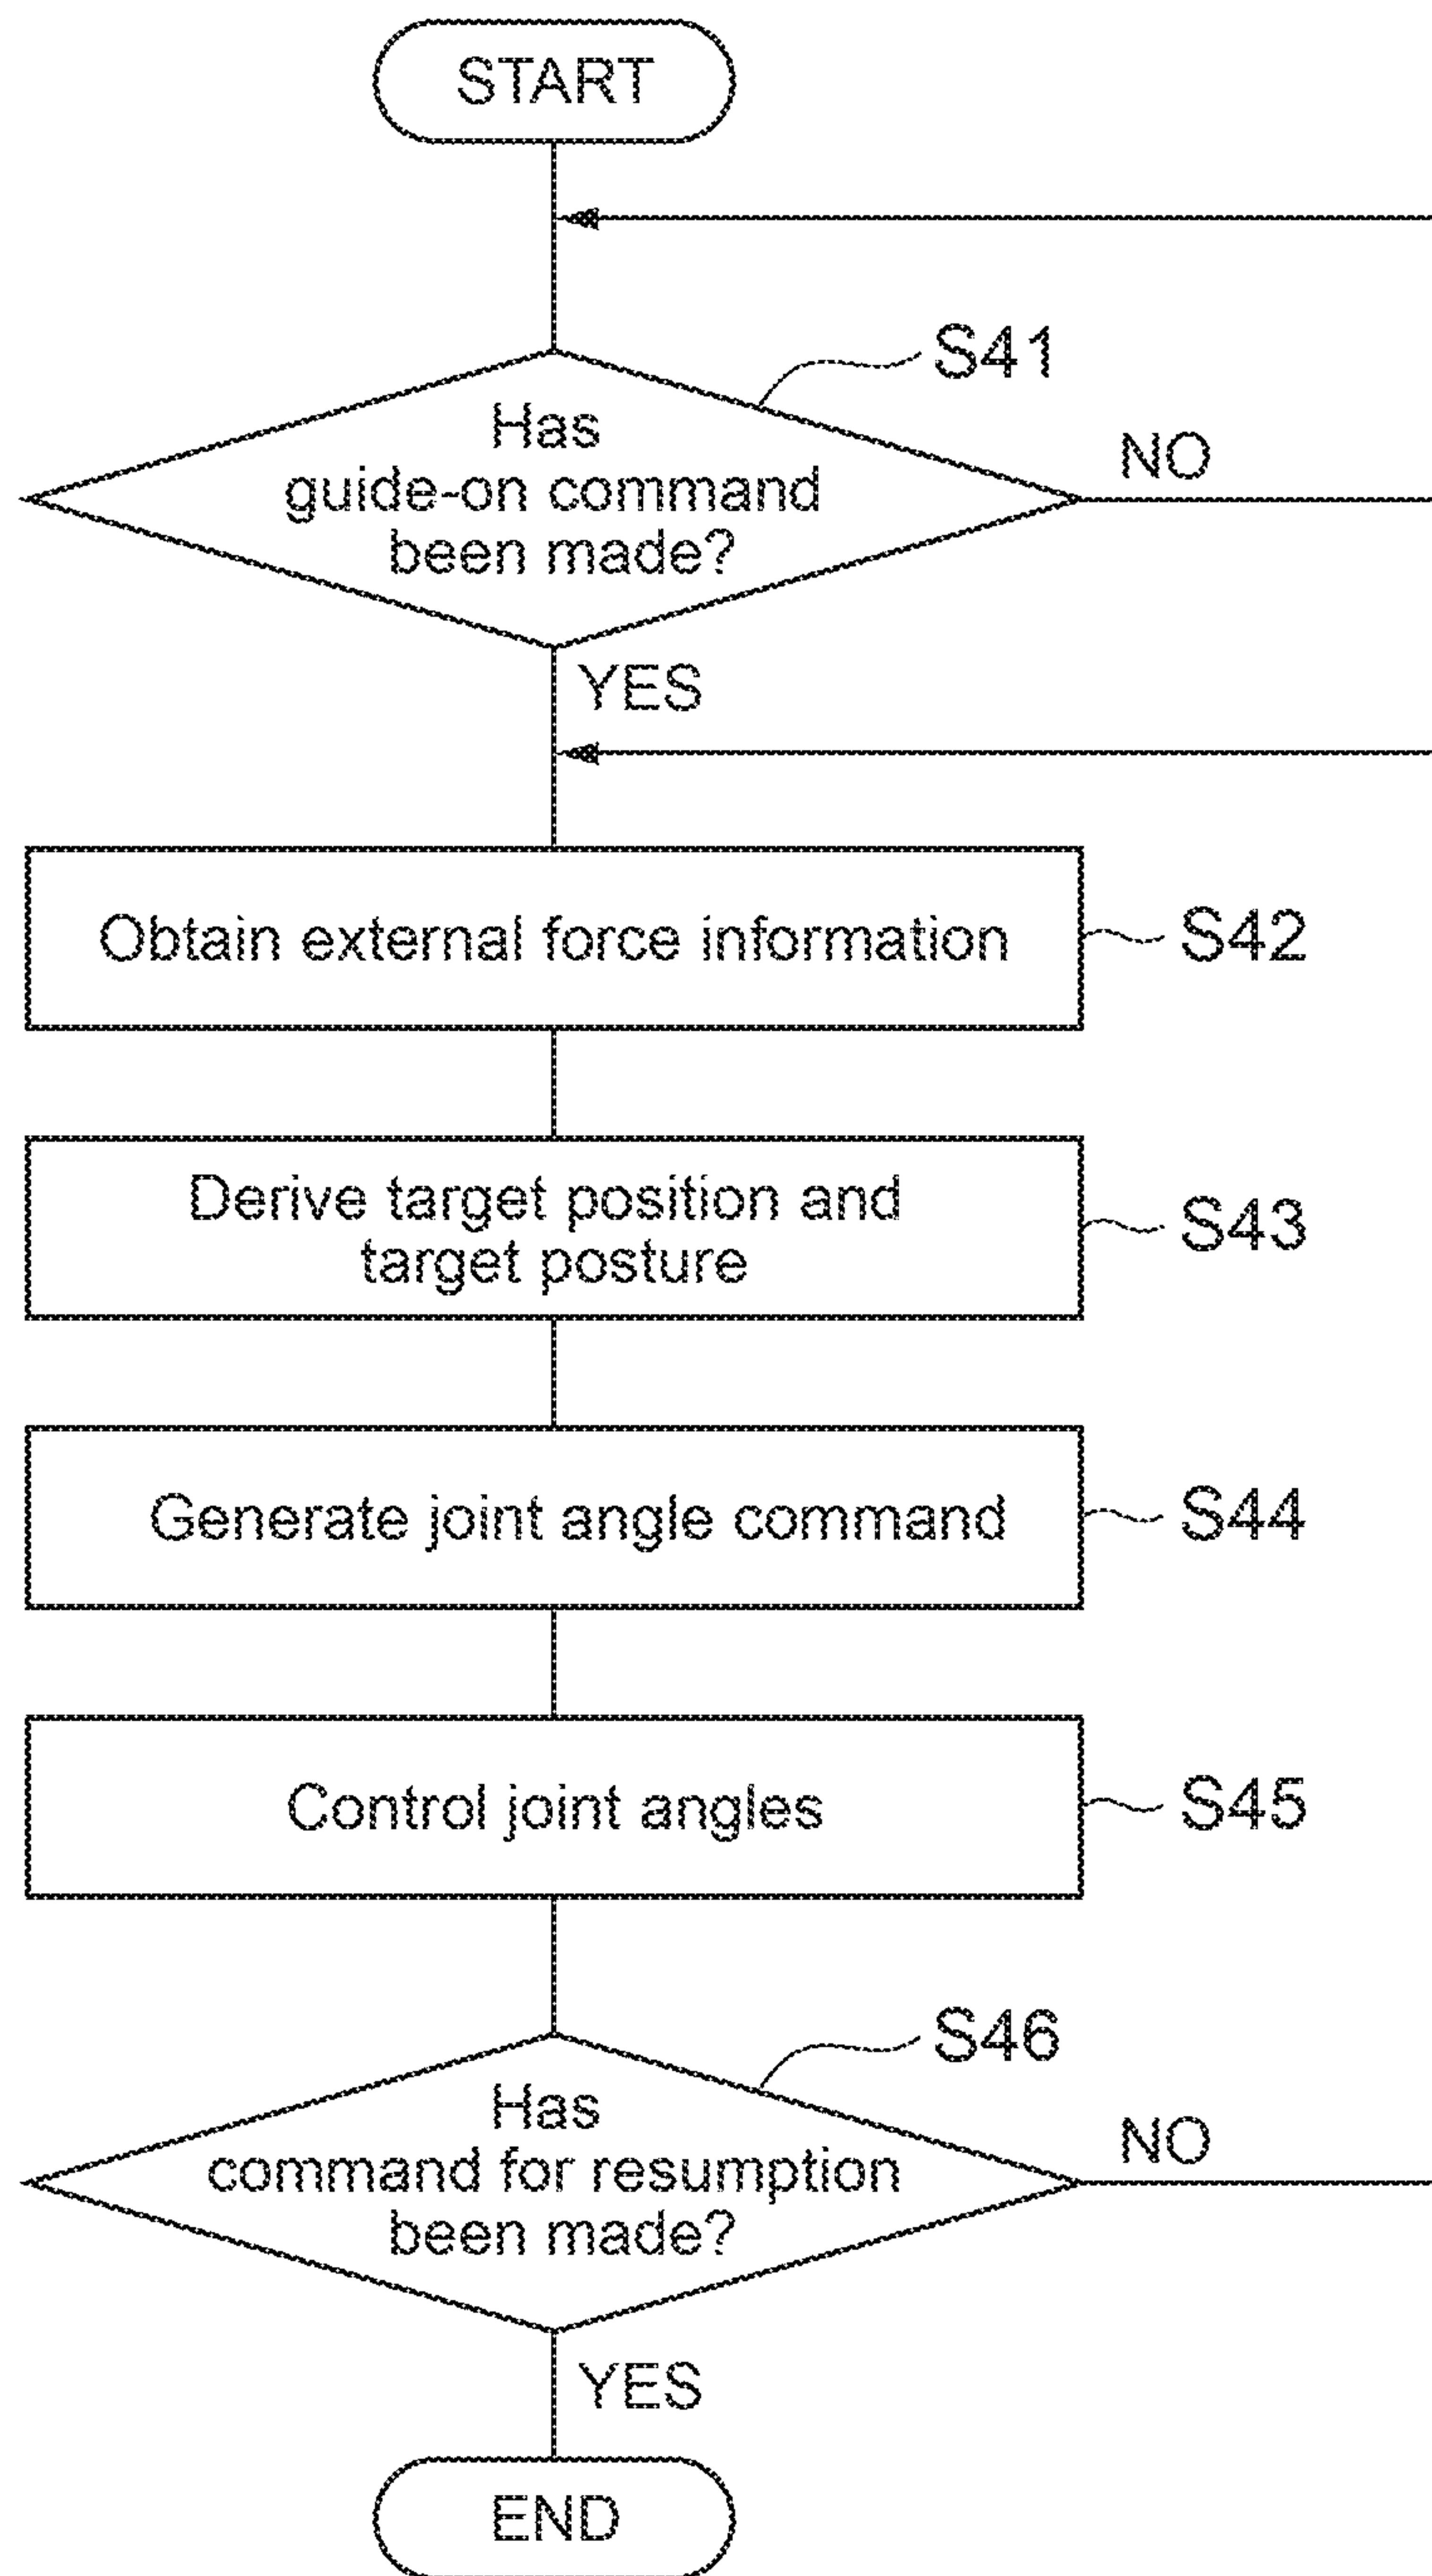 START
S41
Has
guide-on command
been made?
NO
YES
Obtain external force information
S42
Derive target position and
target posture
S43
Generate joint angle command
S44
Control joint angles
S45
S46
Has
command for resumption
been made?
NO
YES
END